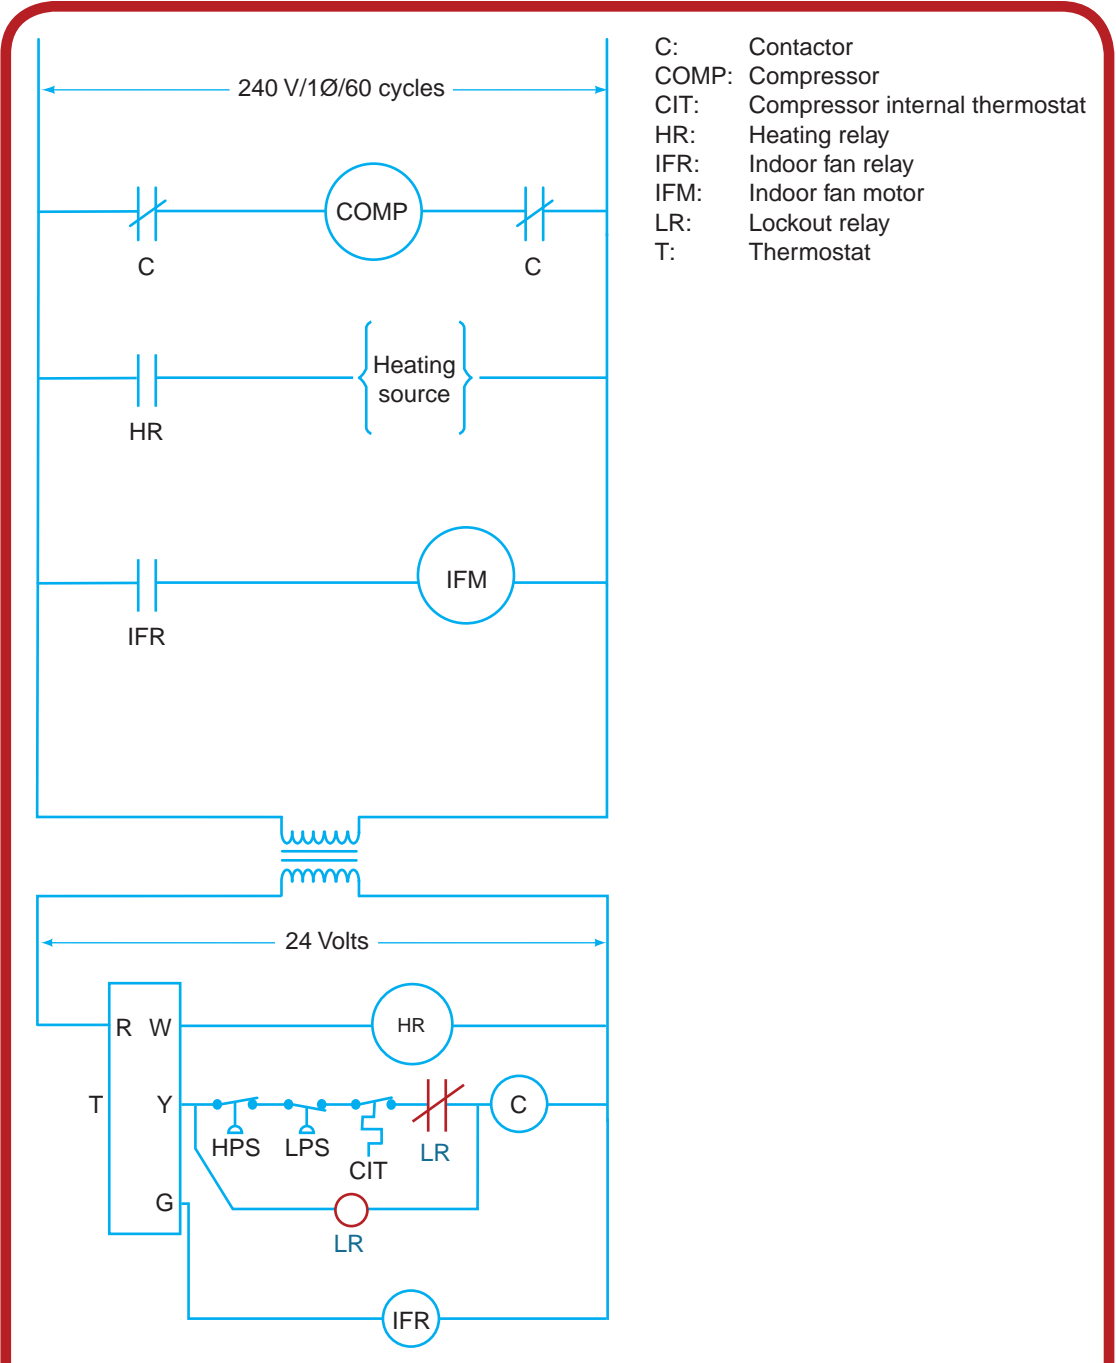 240 V/1Ø/60 cycles
C: Contactor
COMP: Compressor
CIT: Compressor internal thermostat
HR: Heating relay
IFR: Indoor fan relay
IFM: Indoor fan motor
LR: Lockout relay
T: Thermostat
COMP
C C
Heating
source
HR
IFM
IFR
24 Volts
R W HR
T Y C
HPS LPS LR
CIT
G
LR
IFR